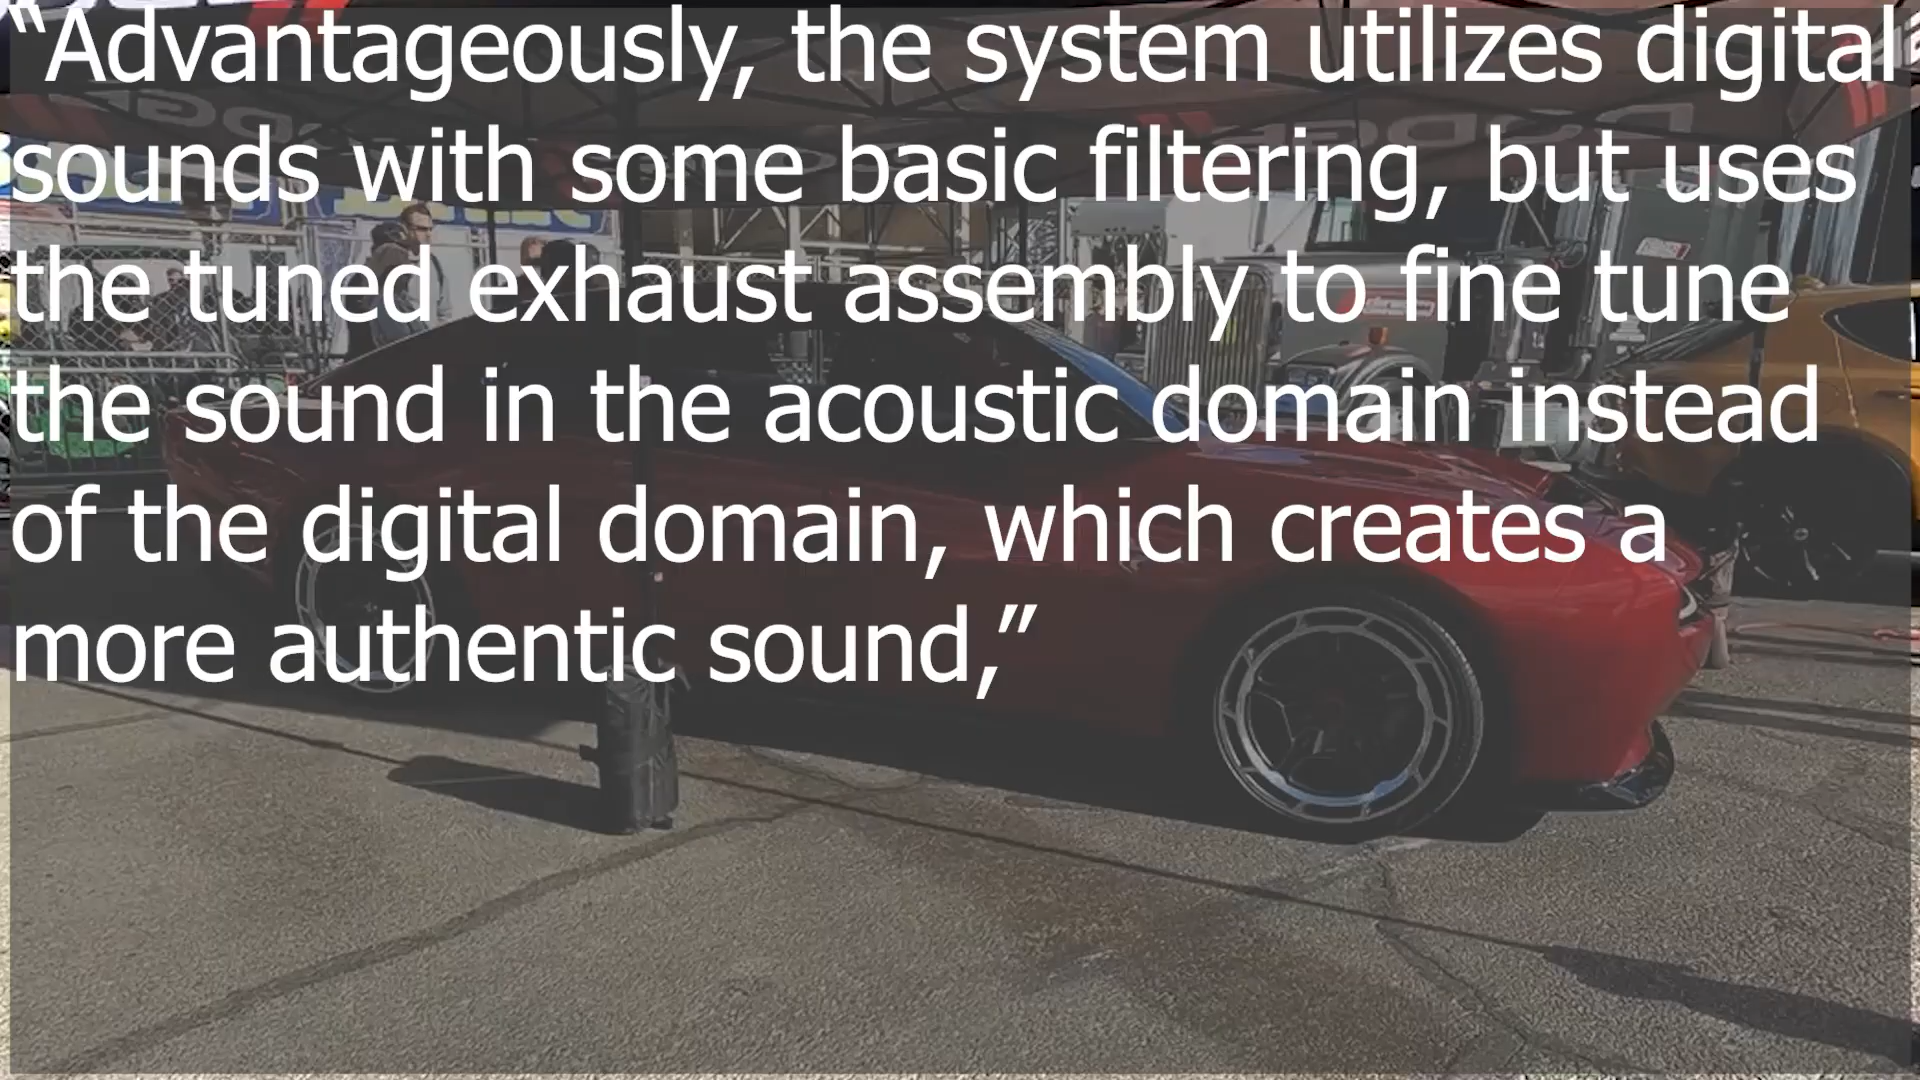 “Advantageously, the system utilizes digital
sounds with some basic filtering, but uses
the tuned exhaust assembly to fine tune
the sound in the acoustic domain instead
of the digital domain, which creates a
more authentic sound,”
DODGE